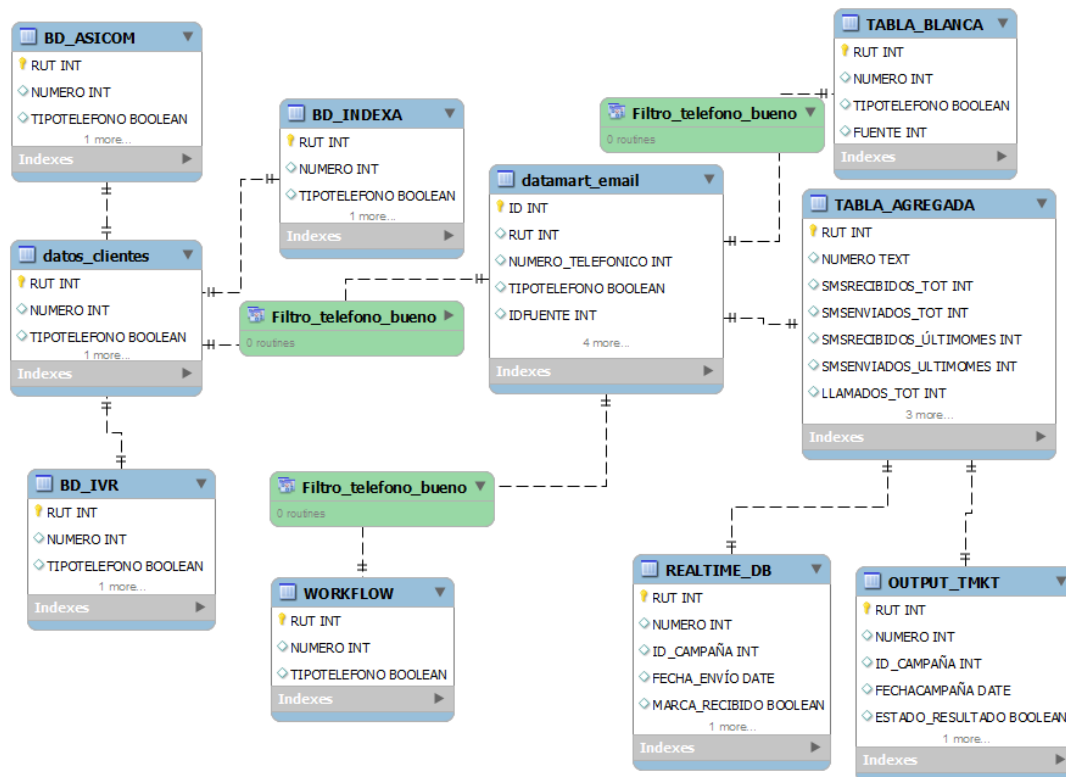 BD_ASICOM
RUT INT
NUMERO INT
TIPOTELEFONO BOOLEAN
1 more...
Indexes
BD_INDEXA
RUT INT
NUMERO INT
TIPOTELEFONO BOOLEAN
1 more...
Indexes
datos_clientes
RUT INT
NUMERO INT
TIPOTELEFONO BOOLEAN
1 more...
Indexes
Filtro_telefono_bueno
0 routines
BD_IVR
RUT INT
NUMERO INT
TIPOTELEFONO BOOLEAN
1 more...
Indexes
Filtro_telefono_bueno
0 routines
WORKFLOW
RUT INT
NUMERO INT
TIPOTELEFONO BOOLEAN
Indexes
datamart_email
ID INT
RUT INT
NUMERO_TELEFONICO INT
TIPOTELEFONO BOOLEAN
IDFUENTE INT
4 more...
Indexes
Filtro_telefono_bueno
0 routines
TABLA_BLANCA
RUT INT
NUMERO INT
TIPOTELEFONO BOOLEAN
FUENTE INT
Indexes
TABLA_AGREGADA
RUT INT
NUMERO TEXT
SMSRECIBIDOS_TOT INT
SMSENVIADOS_TOT INT
SMSRECIBIDOS_ÚLTIMOMES INT
SMSENVIADOS_ULTIMOMES INT
LLAMADOS_TOT INT
3 more...
Indexes
REALTIME_DB
RUT INT
NUMERO INT
ID_CAMPAÑA INT
FECHA_ENVÍO DATE
MARCA_RECIBIDO BOOLEAN
1 more...
Indexes
OUTPUT_TMKT
RUT INT
NUMERO INT
ID_CAMPAÑA INT
FECHACAMPAÑA DATE
ESTADO_RESULTADO BOOLEAN
1 more...
Indexes